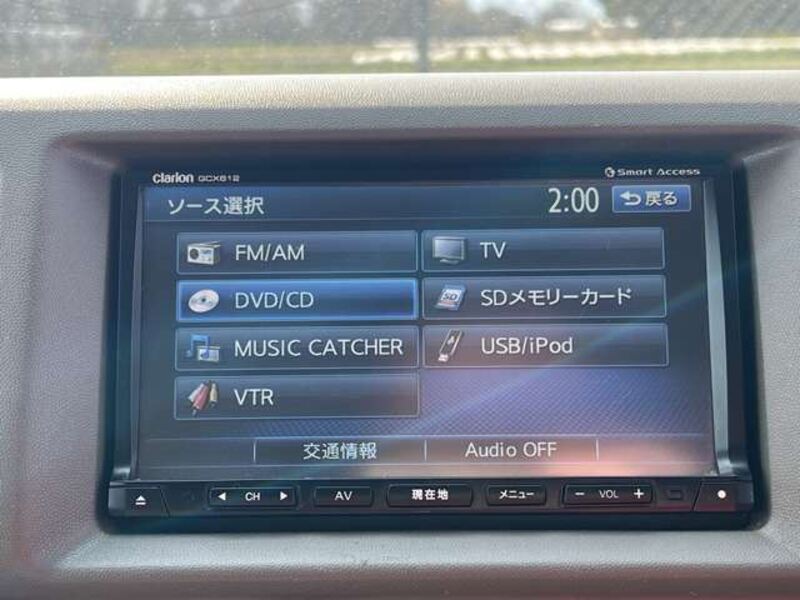 clarion GCX612
Smart Access
ソース選択 2:00 戻る
FM/AM TV
DVD/CD SDメモリーカード
MUSIC CATCHER USB/iPod
VTR
交通情報 Audio OFF
CH AV 現在地 メニュー − VOL +